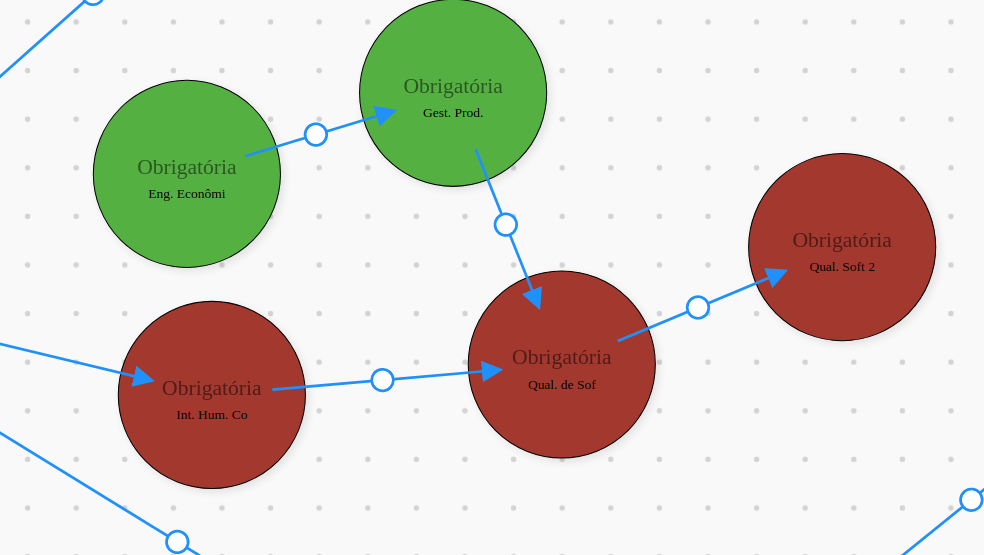 Obrigatória
Gest. Prod.
Obrigatória
Eng. Econômi
Obrigatória
Qual. Soft 2
Obrigatória
Qual. de Sof
Obrigatória
Int. Hum. Co